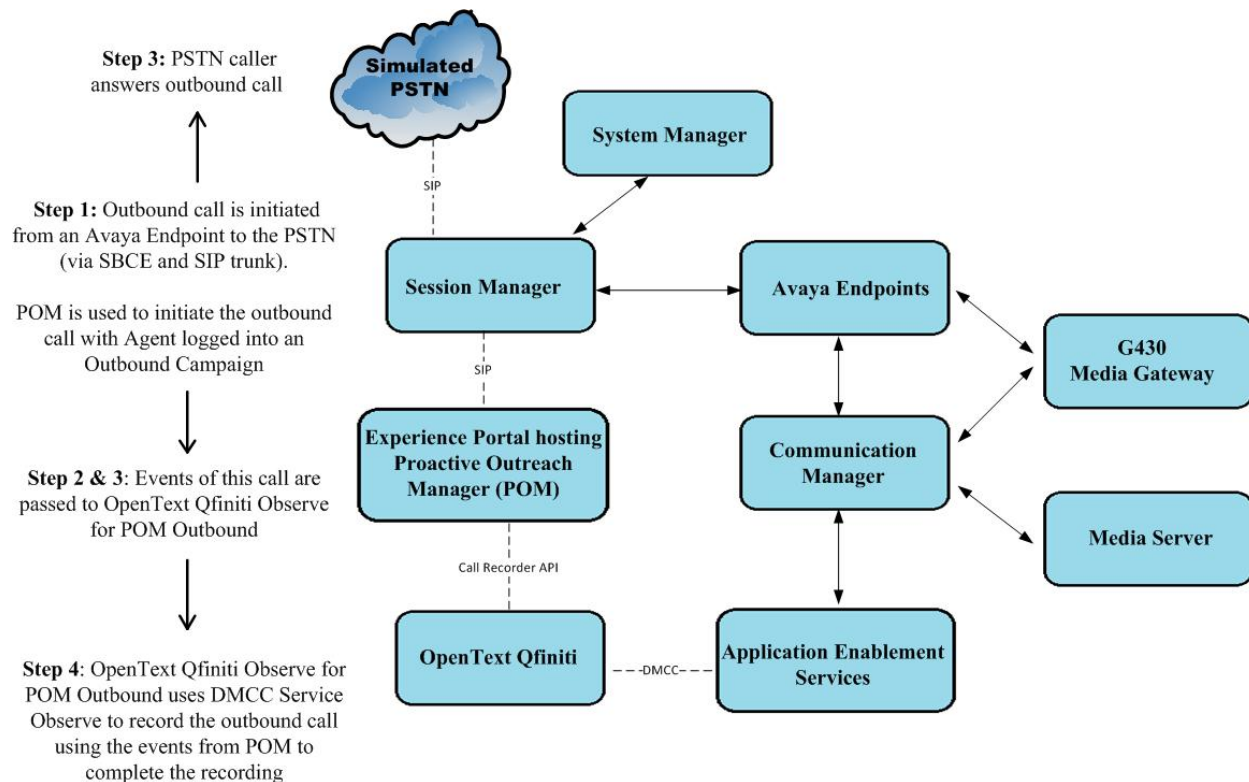 Step 3: PSTN caller
answers outbound call
Step 1: Outbound call is initiated
from an Avaya Endpoint to the PSTN
(via SBCE and SIP trunk).
POM is used to initiate the outbound
call with Agent logged into an
Outbound Campaign
Step 2 & 3: Events of this call are
passed to OpenText Qfiniti Observe
for POM Outbound
Step 4: OpenText Qfiniti Observe for
POM Outbound uses DMCC Service
Observe to record the outbound call
using the events from POM to
complete the recording
Simulated
PSTN
System Manager
SIP
Session Manager
Avaya Endpoints
G430
Media Gateway
SIP
Experience Portal hosting
Proactive Outreach
Manager (POM)
Communication
Manager
Media Server
Call Recorder API
OpenText Qfiniti
DMCC
Application Enablement
Services